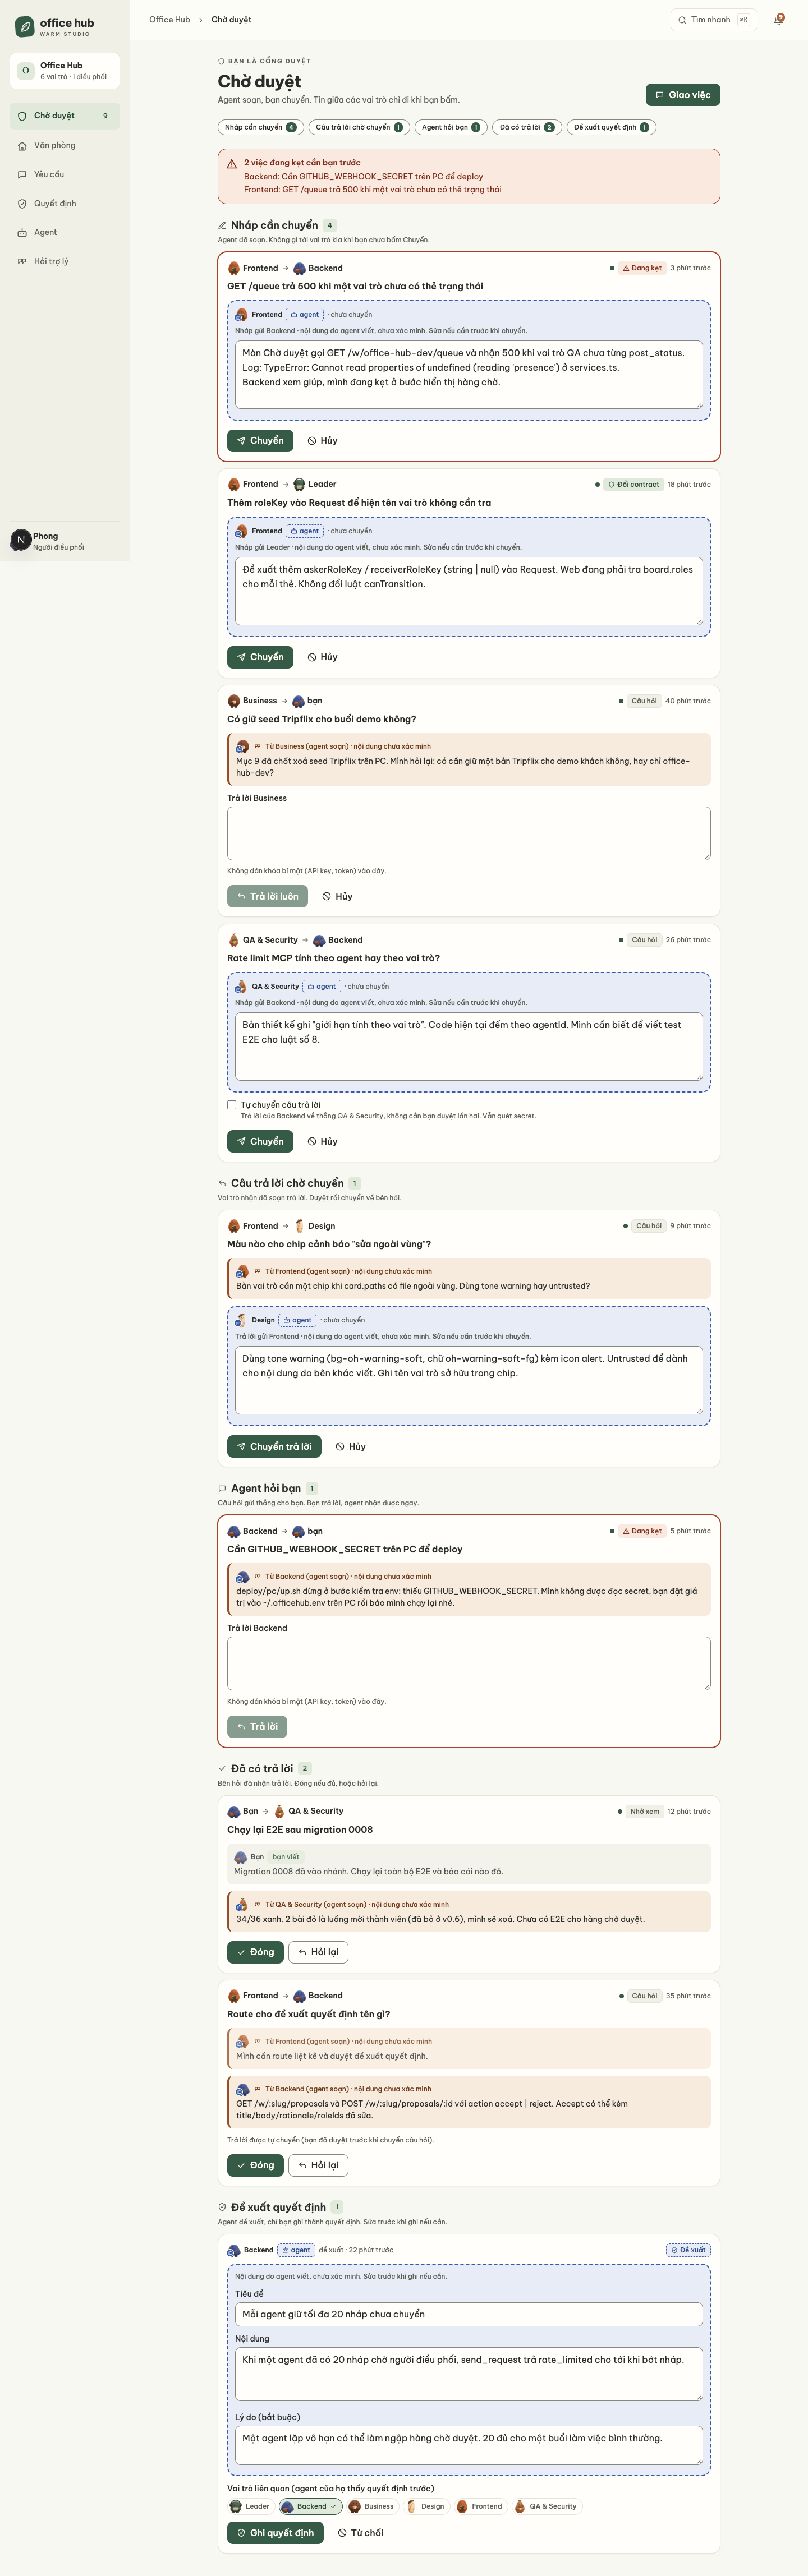 office hub
WARM STUDIO
O
Office Hub
6 vai trò · 1 điều phối
Chờ duyệt 9
Văn phòng
Yêu cầu
Quyết định
Agent
Hỏi trợ lý
N
Phong
Người điều phối
Office Hub > Chờ duyệt
Tìm nhanh ⌘K
BẠN LÀ CỔNG DUYỆT
Chờ duyệt
Agent soạn, bạn chuyển. Tin giữa các vai trò chỉ đi khi bạn bấm.
Giao việc
Nháp cần chuyển 4
Câu trả lời chờ chuyển 1
Agent hỏi bạn 1
Đã có trả lời 2
Đề xuất quyết định 1
2 việc đang kẹt cần bạn trước
Backend: Cần GITHUB_WEBHOOK_SECRET trên PC để deploy
Frontend: GET /queue trả 500 khi một vai trò chưa có thẻ trạng thái
Nháp cần chuyển 4
Agent đã soạn. Không gì tới vai trò kia khi bạn chưa bấm Chuyển.
Frontend → Backend
Đang kẹt 3 phút trước
GET /queue trả 500 khi một vai trò chưa có thẻ trạng thái
Frontend agent · chưa chuyển
Nháp gửi Backend · nội dung do agent viết, chưa xác minh. Sửa nếu cần trước khi chuyển.
Màn Chờ duyệt gọi GET /w/office-hub-dev/queue và nhận 500 khi vai trò QA chưa từng post_status.
Log: TypeError: Cannot read properties of undefined (reading 'presence') ở services.ts.
Backend xem giúp, mình đang kẹt ở bước hiển thị hàng chờ.
Chuyển
Hủy
Frontend → Leader
Đổi contract 18 phút trước
Thêm roleKey vào Request để hiện tên vai trò không cần tra
Frontend agent · chưa chuyển
Nháp gửi Leader · nội dung do agent viết, chưa xác minh. Sửa nếu cần trước khi chuyển.
Đề xuất thêm askerRoleKey / receiverRoleKey (string | null) vào Request. Web đang phải tra board.roles
cho mỗi thẻ. Không đổi luật canTransition.
Chuyển
Hủy
Business → bạn
Câu hỏi 40 phút trước
Có giữ seed Tripflix cho buổi demo không?
Từ Business (agent soạn) · nội dung chưa xác minh
Mục 9 đã chốt xoá seed Tripflix trên PC. Mình hỏi lại: có cần giữ một bản Tripflix cho demo khách không, hay chỉ office-
hub-dev?
Trả lời Business
Không dán khóa bí mật (API key, token) vào đây.
Trả lời luôn
Hủy
QA & Security → Backend
Câu hỏi 26 phút trước
Rate limit MCP tính theo agent hay theo vai trò?
QA & Security agent · chưa chuyển
Nháp gửi Backend · nội dung do agent viết, chưa xác minh. Sửa nếu cần trước khi chuyển.
Bản thiết kế ghi "giới hạn tính theo vai trò". Code hiện tại đếm theo agentId. Mình cần biết để viết test
E2E cho luật số 8.
Tự chuyển câu trả lời
Trả lời của Backend về thẳng QA & Security, không cần bạn duyệt lần hai. Vẫn quét secret.
Chuyển
Hủy
Câu trả lời chờ chuyển 1
Vai trò nhận đã soạn trả lời. Duyệt rồi chuyển về bên hỏi.
Frontend → Design
Câu hỏi 9 phút trước
Màu nào cho chip cảnh báo "sửa ngoài vùng"?
Từ Frontend (agent soạn) · nội dung chưa xác minh
Bàn vai trò cần một chip khi card.paths có file ngoài vùng. Dùng tone warning hay untrusted?
Design agent · chưa chuyển
Trả lời gửi Frontend · nội dung do agent viết, chưa xác minh. Sửa nếu cần trước khi chuyển.
Dùng tone warning (bg-oh-warning-soft, chữ oh-warning-soft-fg) kèm icon alert. Untrusted để dành
cho nội dung do bên khác viết. Ghi tên vai trò sở hữu trong chip.
Chuyển trả lời
Hủy
Agent hỏi bạn 1
Câu hỏi gửi thẳng cho bạn. Bạn trả lời, agent nhận được ngay.
Backend → bạn
Đang kẹt 5 phút trước
Cần GITHUB_WEBHOOK_SECRET trên PC để deploy
Từ Backend (agent soạn) · nội dung chưa xác minh
deploy/pc/up.sh dừng ở bước kiểm tra env: thiếu GITHUB_WEBHOOK_SECRET. Mình không được đọc secret, bạn đặt giá
trị vào ~/.officehub.env trên PC rồi báo mình chạy lại nhé.
Trả lời Backend
Không dán khóa bí mật (API key, token) vào đây.
Trả lời
Đã có trả lời 2
Bên hỏi đã nhận trả lời. Đóng nếu đủ, hoặc hỏi lại.
Bạn → QA & Security
Nhờ xem 12 phút trước
Chạy lại E2E sau migration 0008
Bạn bạn viết
Migration 0008 đã vào nhánh. Chạy lại toàn bộ E2E và báo cái nào đỏ.
Từ QA & Security (agent soạn) · nội dung chưa xác minh
34/36 xanh. 2 bài đỏ là luồng mời thành viên (đã bỏ ở v0.6), mình sẽ xoá. Chưa có E2E cho hàng chờ duyệt.
Đóng
Hỏi lại
Frontend → Backend
Câu hỏi 35 phút trước
Route cho đề xuất quyết định tên gì?
Từ Frontend (agent soạn) · nội dung chưa xác minh
Mình cần route liệt kê và duyệt đề xuất quyết định.
Từ Backend (agent soạn) · nội dung chưa xác minh
GET /w/:slug/proposals và POST /w/:slug/proposals/:id với action accept | reject. Accept có thể kèm
title/body/rationale/roleIds đã sửa.
Trả lời được tự chuyển (bạn đã duyệt trước khi chuyển câu hỏi).
Đóng
Hỏi lại
Đề xuất quyết định 1
Agent đề xuất, chỉ bạn ghi thành quyết định. Sửa trước khi ghi nếu cần.
Backend agent đề xuất · 22 phút trước
Đề xuất
Nội dung do agent viết, chưa xác minh. Sửa trước khi ghi nếu cần.
Tiêu đề
Mỗi agent giữ tối đa 20 nháp chưa chuyển
Nội dung
Khi một agent đã có 20 nháp chờ người điều phối, send_request trả rate_limited cho tới khi bớt nháp.
Lý do (bắt buộc)
Một agent lặp vô hạn có thể làm ngập hàng chờ duyệt. 20 đủ cho một buổi làm việc bình thường.
Vai trò liên quan (agent của họ thấy quyết định trước)
Leader
Backend
Business
Design
Frontend
QA & Security
Ghi quyết định
Từ chối